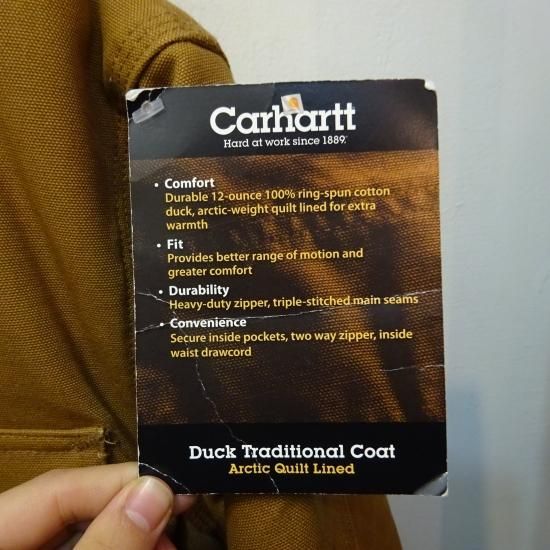 Carhartt
Hard at work since 1889.™
• Comfort
Durable 12-ounce 100% ring-spun cotton
duck, arctic-weight quilt lined for extra
warmth
• Fit
Provides better range of motion and
greater comfort
• Durability
Heavy-duty zipper, triple-stitched main seams
• Convenience
Secure inside pockets, two way zipper, inside
waist drawcord
Duck Traditional Coat
Arctic Quilt Lined